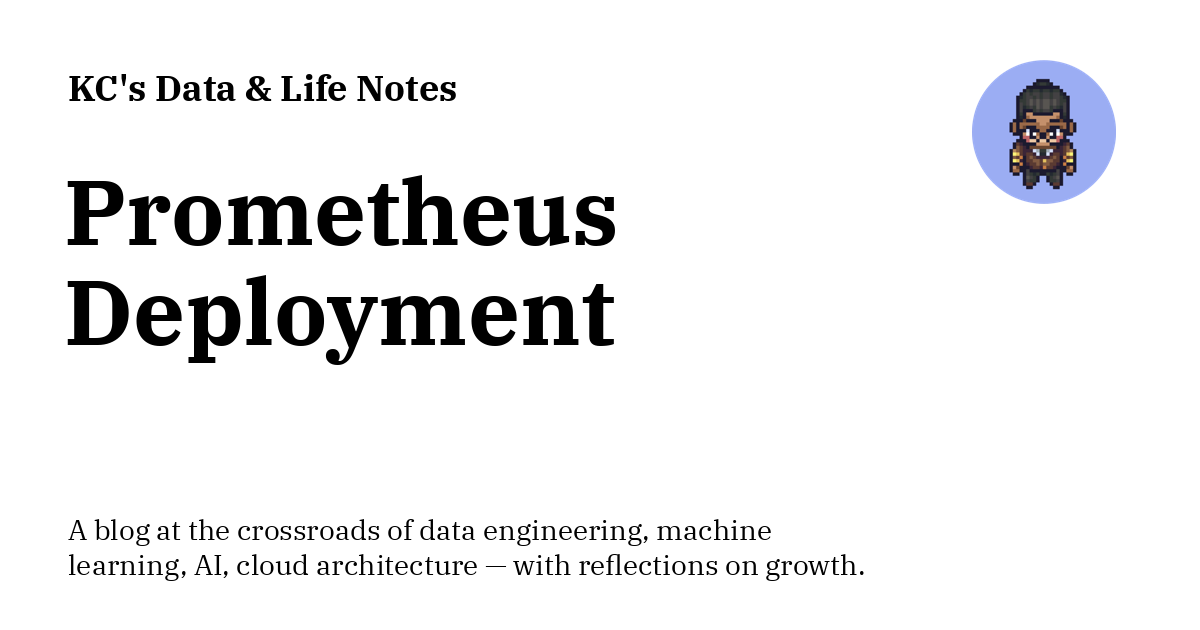 KC's Data & Life Notes
Prometheus
Deployment
A blog at the crossroads of data engineering, machine
learning, AI, cloud architecture — with reflections on growth.